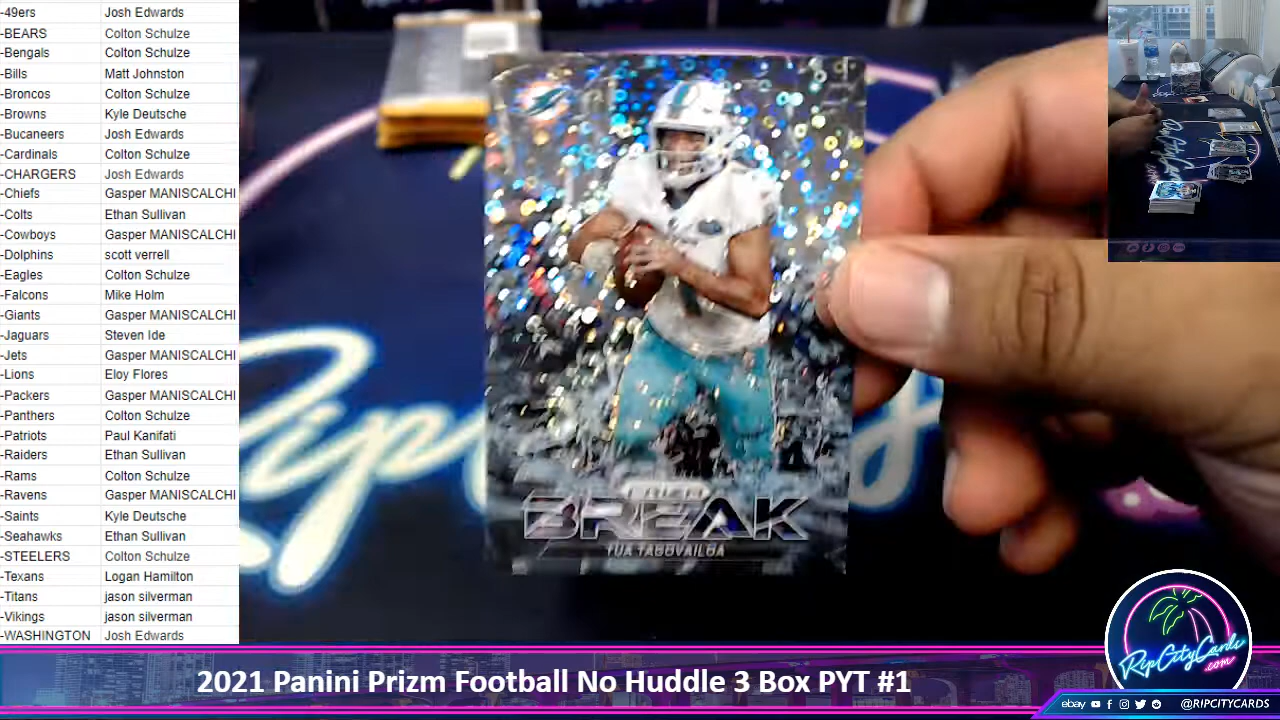 -49ers Josh Edwards
-BEARS Colton Schulze
-Bengals Colton Schulze
-Bills Matt Johnston
-Broncos Colton Schulze
-Browns Kyle Deutsche
-Bucaneers Josh Edwards
-Cardinals Colton Schulze
-CHARGERS Josh Edwards
-Chiefs Gasper MANISCALCHI
-Colts Ethan Sullivan
-Cowboys Gasper MANISCALCHI
-Dolphins scott verrell
-Eagles Colton Schulze
-Falcons Mike Holm
-Giants Gasper MANISCALCHI
-Jaguars Steven Ide
-Jets Gasper MANISCALCHI
-Lions Eloy Flores
-Packers Gasper MANISCALCHI
-Panthers Colton Schulze
-Patriots Paul Kanifati
-Raiders Ethan Sullivan
-Rams Colton Schulze
-Ravens Gasper MANISCALCHI
-Saints Kyle Deutsche
-Seahawks Ethan Sullivan
-STEELERS Colton Schulze
-Texans Logan Hamilton
-Titans jason silverman
-Vikings jason silverman
-WASHINGTON Josh Edwards
PRIZM
BREAK
TUA TAGOVAILOA
Rip
2021 Panini Prizm Football No Huddle 3 Box PYT #1
RipCityCards
.com
ebay @RIPCITYCARDS